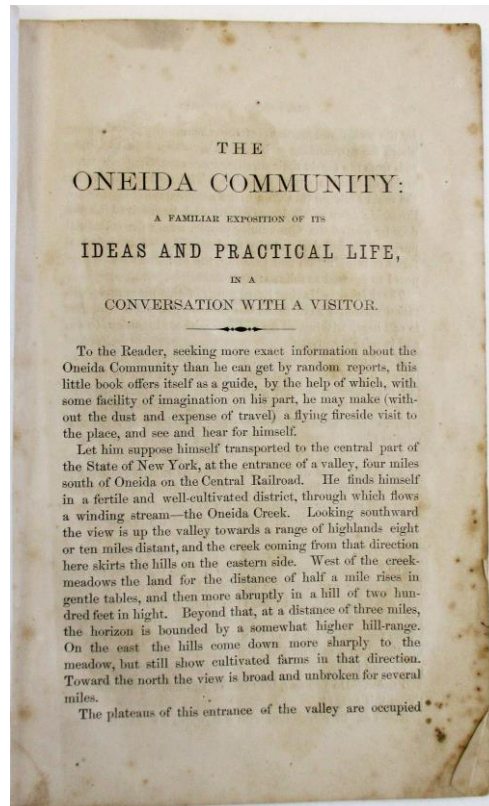 THE
ONEIDA COMMUNITY:
A FAMILIAR EXPOSITION OF ITS
IDEAS AND PRACTICAL LIFE,
IN A
CONVERSATION WITH A VISITOR.
To the Reader, seeking more exact information about the
Oneida Community than he can get by random reports, this
little book offers itself as a guide, by the help of which, with
some facility of imagination on his part, he may make (with-
out the dust and expense of travel) a flying fireside visit to
the place, and see and hear for himself.
Let him suppose himself transported to the central part of
the State of New York, at the entrance of a valley, four miles
south of Oneida on the Central Railroad. He finds himself
in a fertile and well-cultivated district, through which flows
a winding stream—the Oneida Creek. Looking southward
the view is up the valley towards a range of highlands eight
or ten miles distant, and the creek coming from that direction
here skirts the hills on the eastern side. West of the creek-
meadows the land for the distance of half a mile rises in
gentle tables, and then more abruptly in a hill of two hun-
dred feet in hight. Beyond that, at a distance of three miles,
the horizon is bounded by a somewhat higher hill-range.
On the east the hills come down more sharply to the
meadow, but still show cultivated farms in that direction.
Toward the north the view is broad and unbroken for several
miles.
The plateaus of this entrance of the valley are occupied